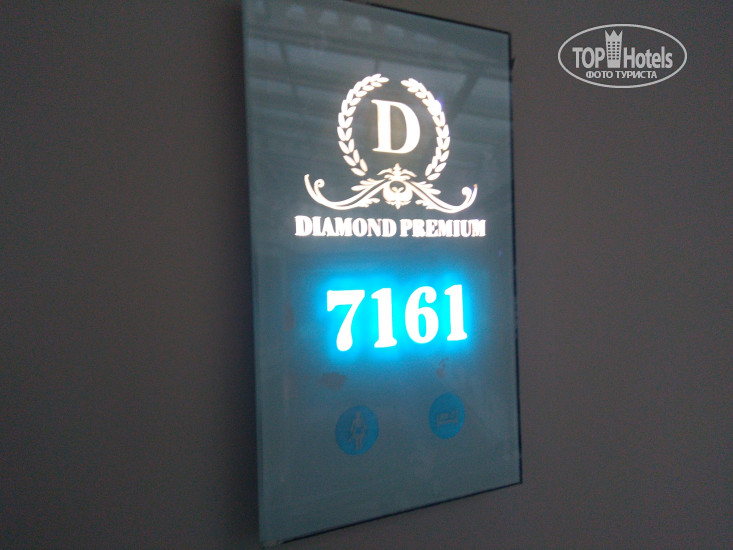 TOP Hotels
ФОТО ТУРИСТА
D
DIAMOND PREMIUM
7161